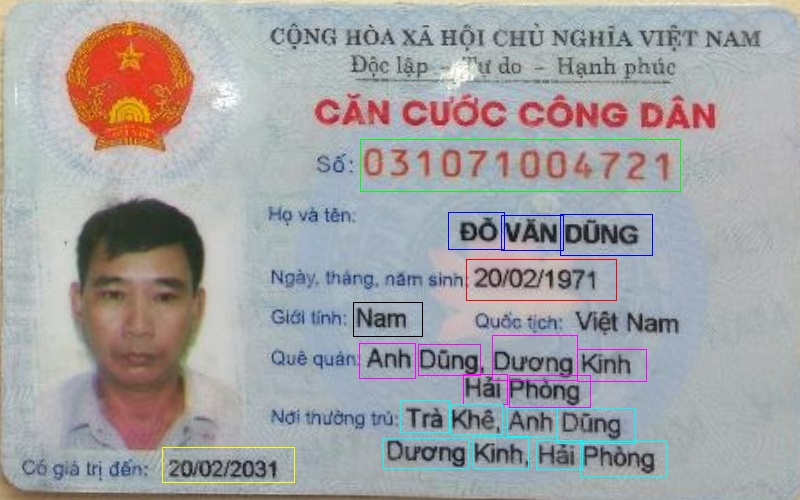 CỘNG HÒA XÃ HỘI CHỦ NGHĨA VIỆT NAM
Độc lập - Tự do - Hạnh phúc
CĂN CƯỚC CÔNG DÂN
Số: 031071004721
Họ và tên:
ĐỖ VĂN DŨNG
Ngày, tháng, năm sinh: 20/02/1971
Giới tính: Nam Quốc tịch: Việt Nam
Quê quán: Anh Dũng, Dương Kinh
Hải Phòng
Nơi thường trú: Trà Khê, Anh Dũng
Dương Kinh, Hải Phòng
Có giá trị đến: 20/02/2031